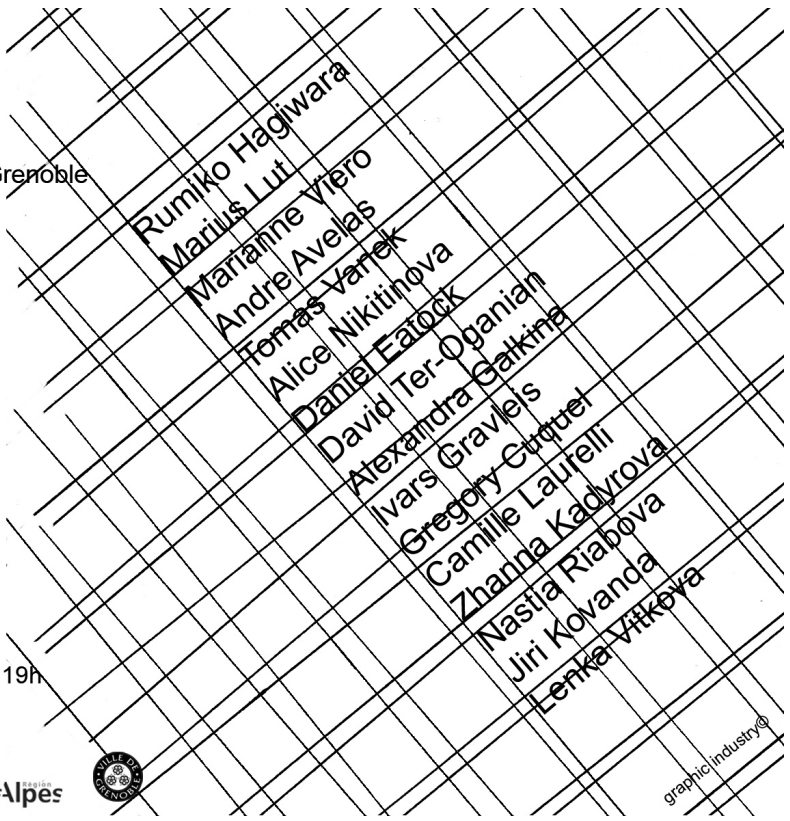 Grenoble
Rumiko Hagiwara
Marius Lut
Marianne Viero
Andre Avelas
Tomas Vanek
Alice Nikitinova
Daniel Eatock
David Ter-Oganian
Alexandra Galkina
Ivars Gravlejs
Gregory Cuquel
Camille Laurelli
Zhanna Kadyrova
Nastia Riabova
Jiri Kovanda
Lenka Vitkova
19h
Région
Alpes
VILLE DE
GRENOBLE
graphic industry©